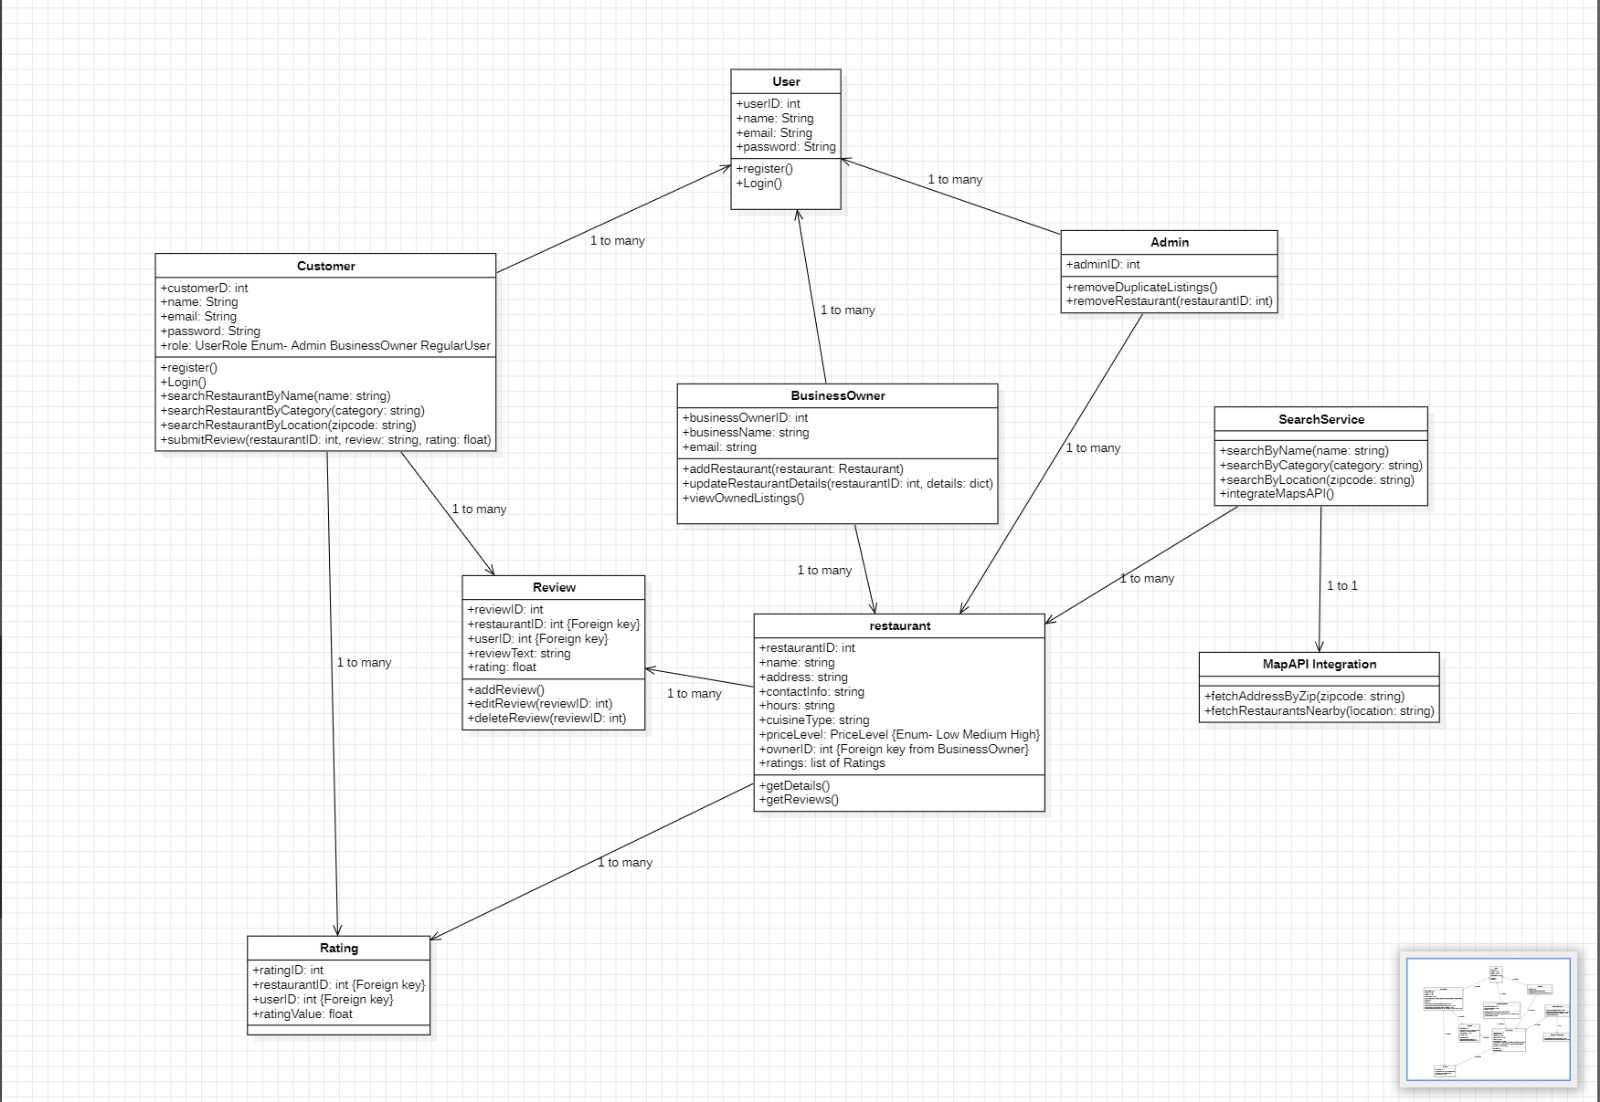 User
+userID: int
+name: String
+email: String
+password: String
+register()
+Login()
1 to many
1 to many
1 to many
Admin
+adminID: int
+removeDuplicateListings()
+removeRestaurant(restaurantID: int)
Customer
+customerD: int
+name: String
+email: String
+password: String
+role: UserRole Enum- Admin BusinessOwner RegularUser
+register()
+Login()
+searchRestaurantByName(name: string)
+searchRestaurantByCategory(category: string)
+searchRestaurantByLocation(zipcode: string)
+submitReview(restaurantID: int, review: string, rating: float)
BusinessOwner
+businessOwnerID: int
+businessName: string
+email: string
+addRestaurant(restaurant: Restaurant)
+updateRestaurantDetails(restaurantID: int, details: dict)
+viewOwnedListings()
1 to many
SearchService
+searchByName(name: string)
+searchByCategory(category: string)
+searchByLocation(zipcode: string)
+integrateMapsAPI()
1 to many
1 to many
1 to many
1 to 1
Review
+reviewID: int
+restaurantID: int {Foreign key}
+userID: int {Foreign key}
+reviewText: string
+rating: float
+addReview()
+editReview(reviewID: int)
+deleteReview(reviewID: int)
1 to many
1 to many
restaurant
+restaurantID: int
+name: string
+address: string
+contactInfo: string
+hours: string
+cuisineType: string
+priceLevel: PriceLevel {Enum- Low Medium High}
+ownerID: int {Foreign key from BusinessOwner}
+ratings: list of Ratings
+getDetails()
+getReviews()
MapAPI Integration
+fetchAddressByZip(zipcode: string)
+fetchRestaurantsNearby(location: string)
1 to many
Rating
+ratingID: int
+restaurantID: int {Foreign key}
+userID: int {Foreign key}
+ratingValue: float